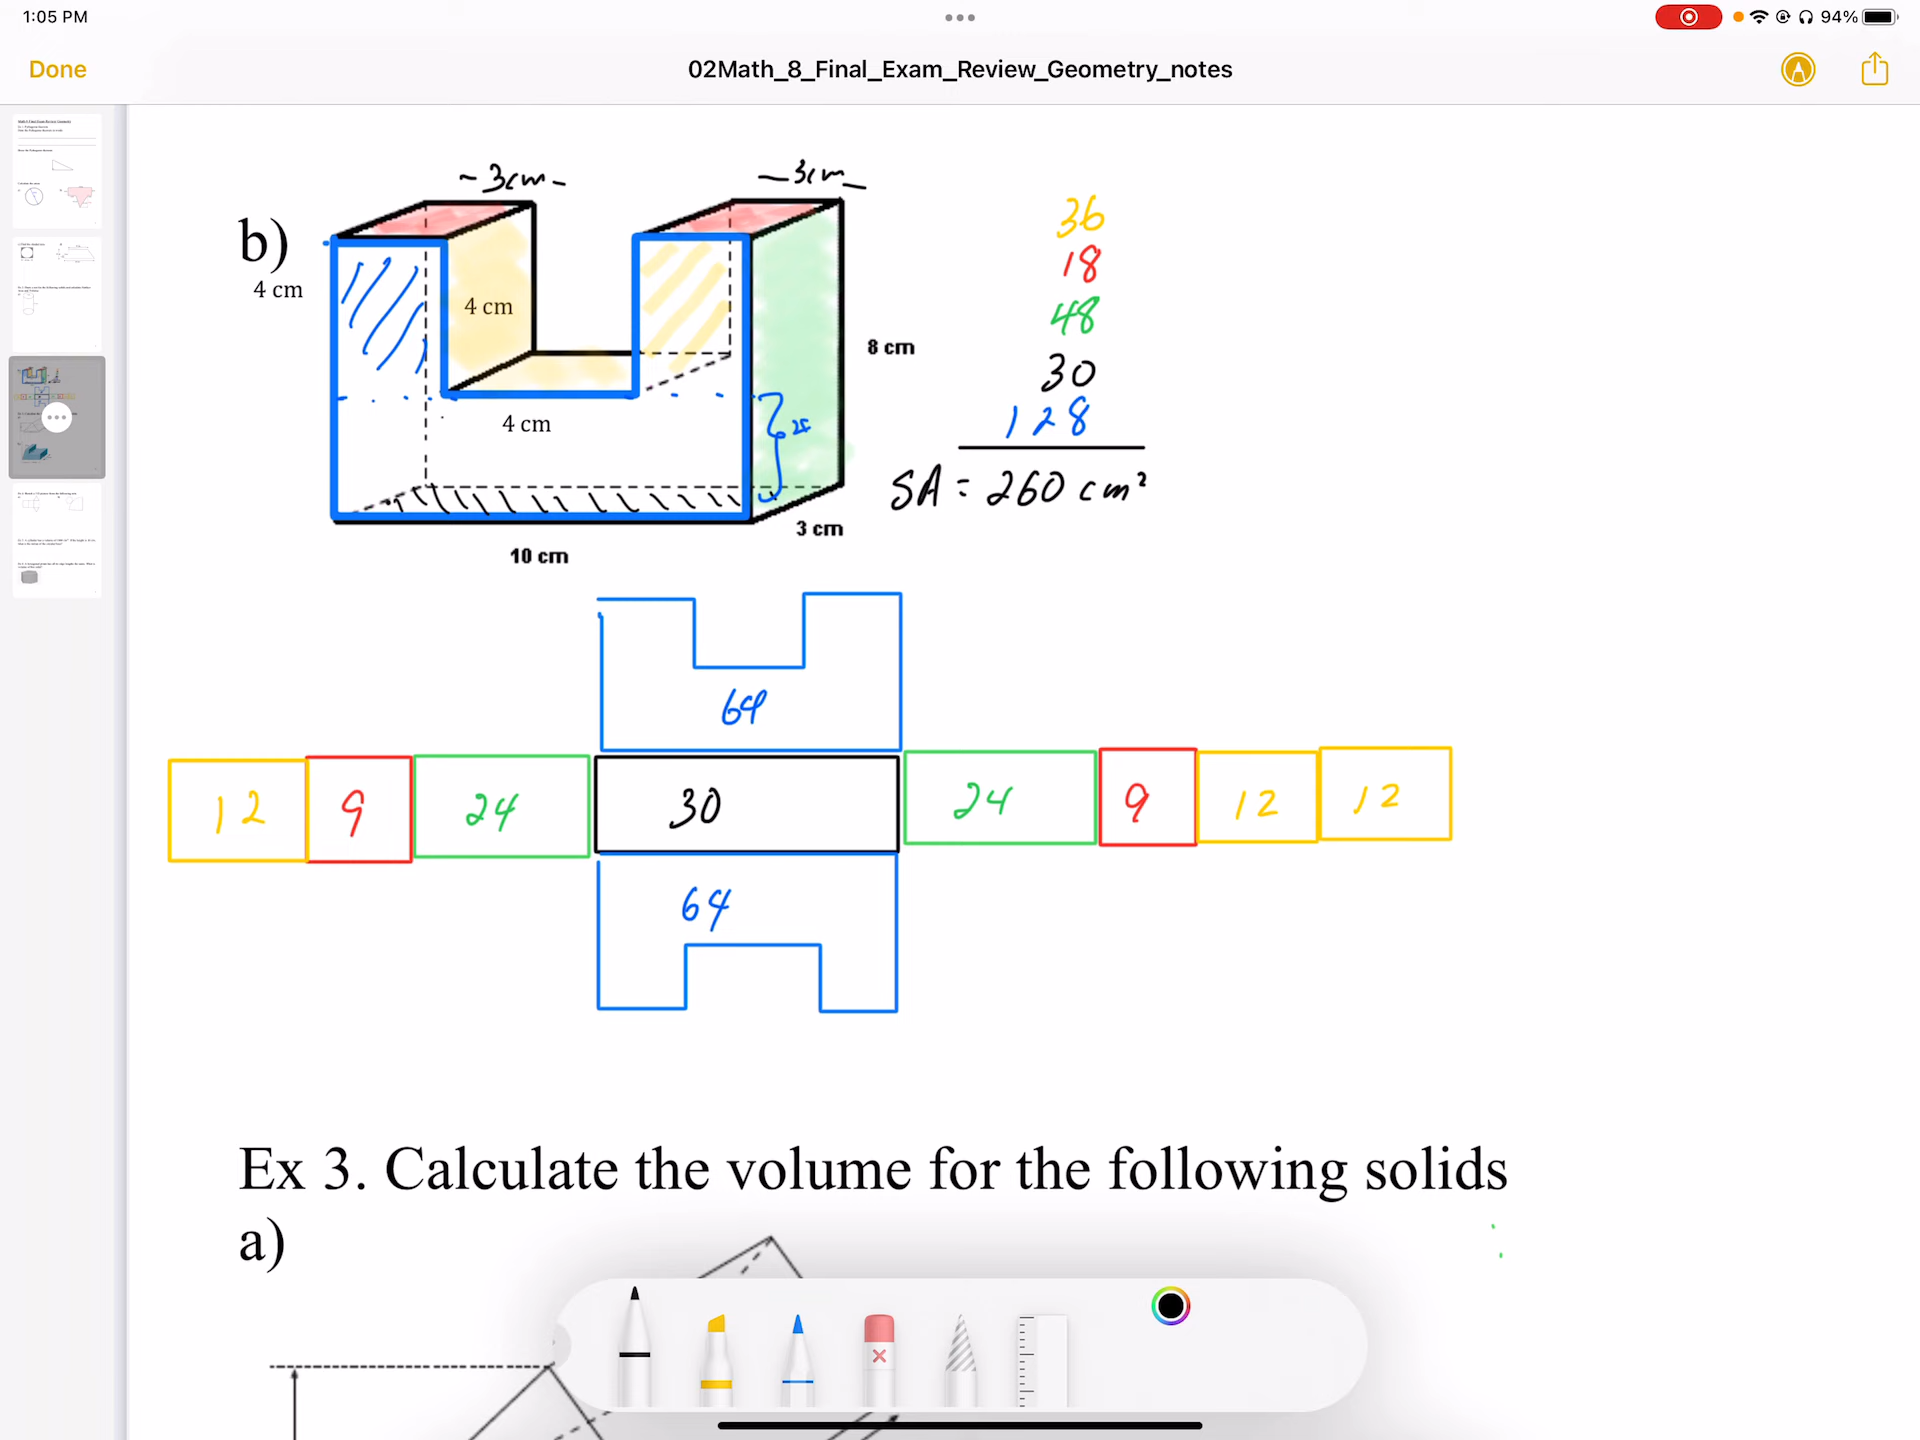 1:05 PM
94%
Done
02Math_8_Final_Exam_Review_Geometry_notes
- 3cm -
- 3cm -
b)
4 cm
4 cm
4 cm
8 cm
3 cm
10 cm
36
18
48
30
128
SA = 260 cm²
64
12
9
24
30
24
9
12
12
64
Ex 3. Calculate the volume for the following solids
a)